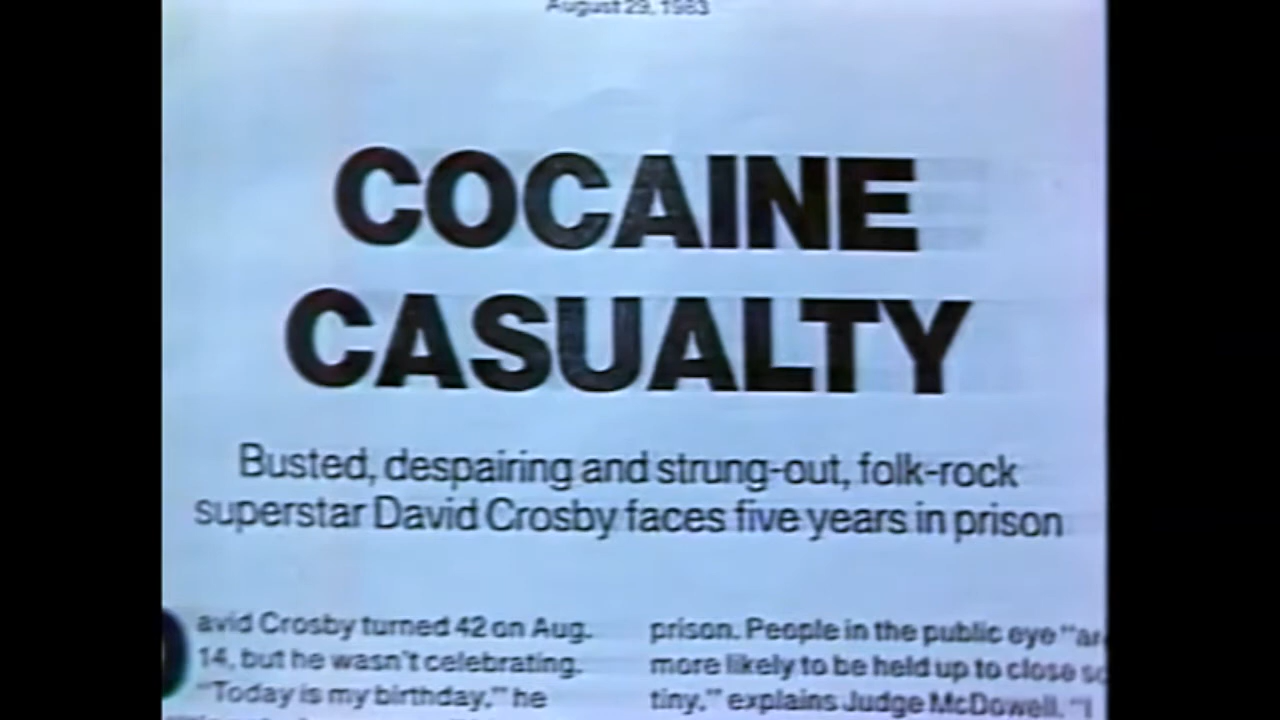 August 29, 1983
COCAINE
CASUALTY
Busted, despairing and strung-out, folk-rock
superstar David Crosby faces five years in prison
avid Crosby turned 42 on Aug.
14, but he wasn't celebrating.
"Today is my birthday," he
prison. People in the public eye "ar
more likely to be held up to close sc
tiny," explains Judge McDowell. "I